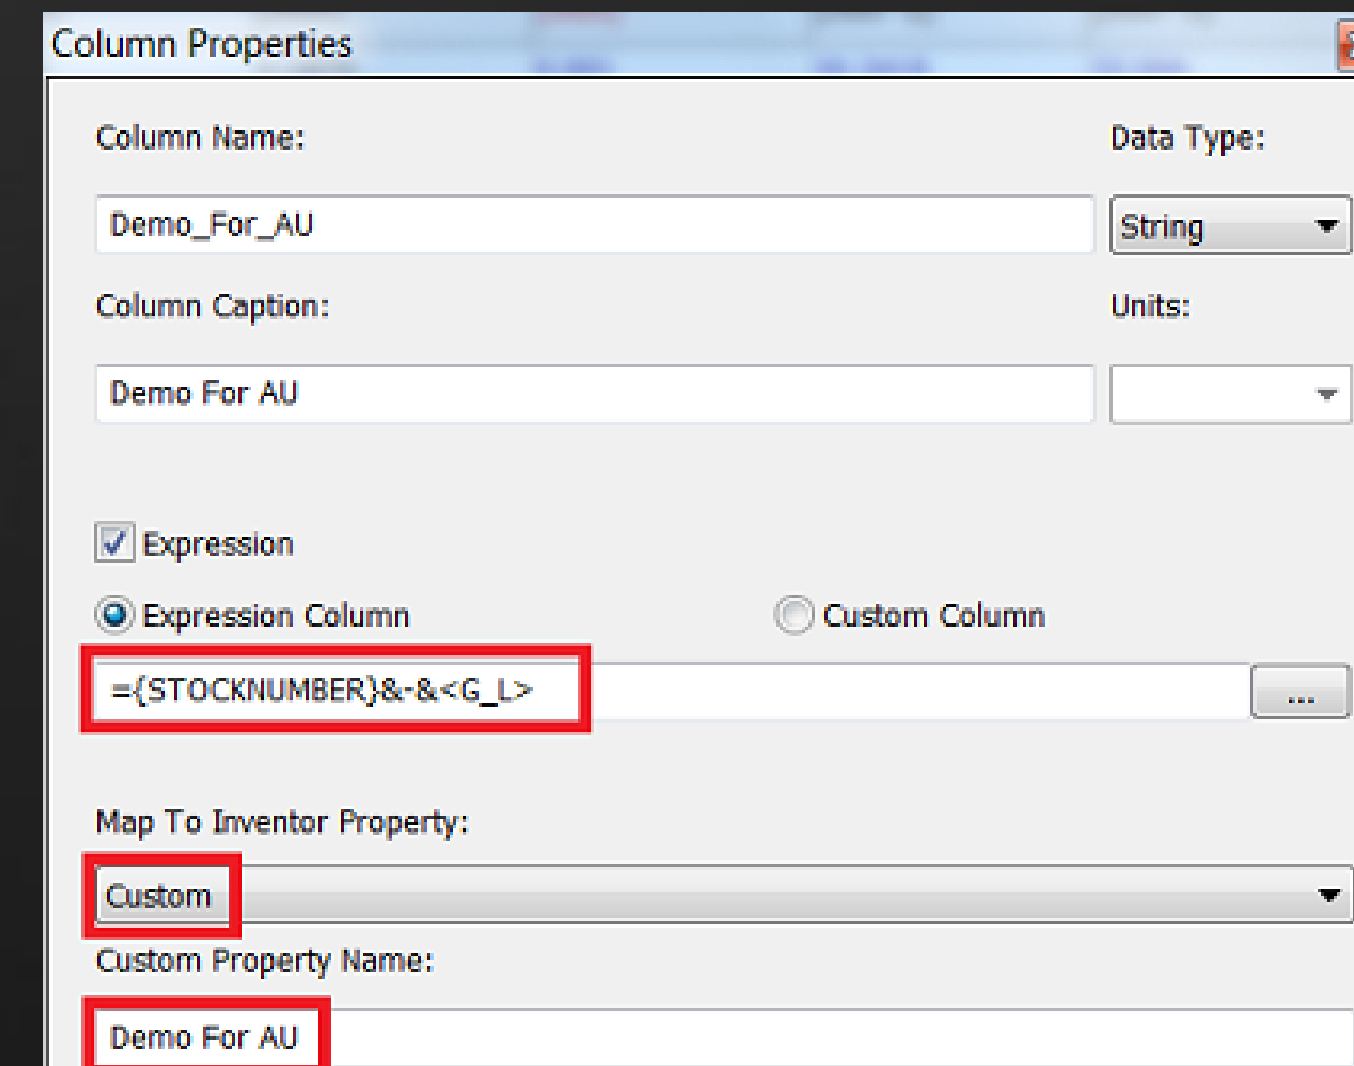 Column Properties
Column Name: Data Type:
Demo_For_AU String
Column Caption: Units:
Demo For AU
Expression
Expression Column Custom Column
={STOCKNUMBER}&-&<G_L> ...
Map To Inventor Property:
Custom
Custom Property Name:
Demo For AU